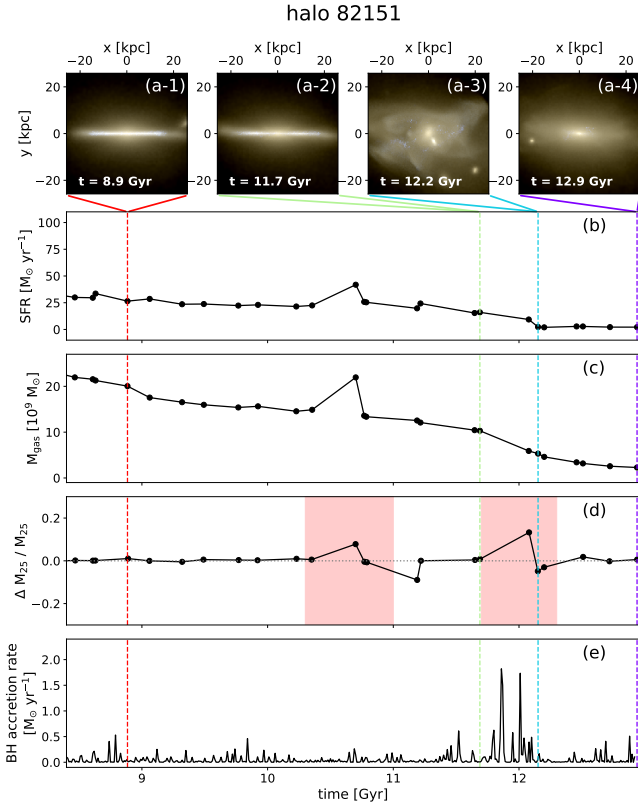 halo 82151
x [kpc] x [kpc] x [kpc] x [kpc]
−20 0 20 −20 0 20 −20 0 20 −20 0 20
y [kpc]
20
0
−20
(a-1) (a-2) (a-3) (a-4)
t = 8.9 Gyr t = 11.7 Gyr t = 12.2 Gyr t = 12.9 Gyr
(b)
SFR [M⊙ yr⁻¹]
100
75
50
25
0
(c)
Mgas [10⁹ M⊙]
20
10
0
(d)
Δ M₂₅ / M₂₅
0.2
0.0
−0.2
(e)
BH accretion rate
[M⊙ yr⁻¹]
2.0
1.5
1.0
0.5
0.0
9 10 11 12
time [Gyr]